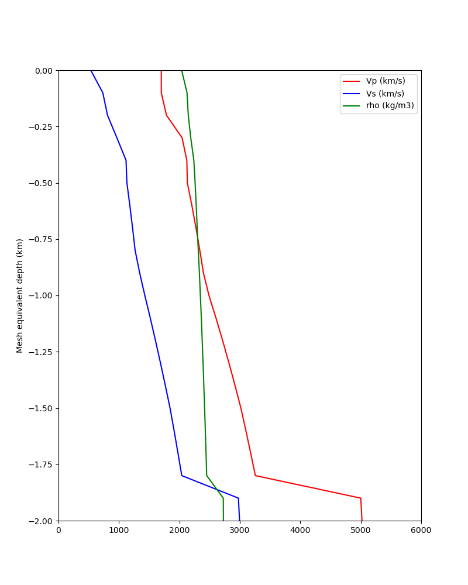 Vp (km/s)
Vs (km/s)
rho (kg/m3)
Mesh equivalent depth (km)
0.00
−0.25
−0.50
−0.75
−1.00
−1.25
−1.50
−1.75
−2.00
0 1000 2000 3000 4000 5000 6000